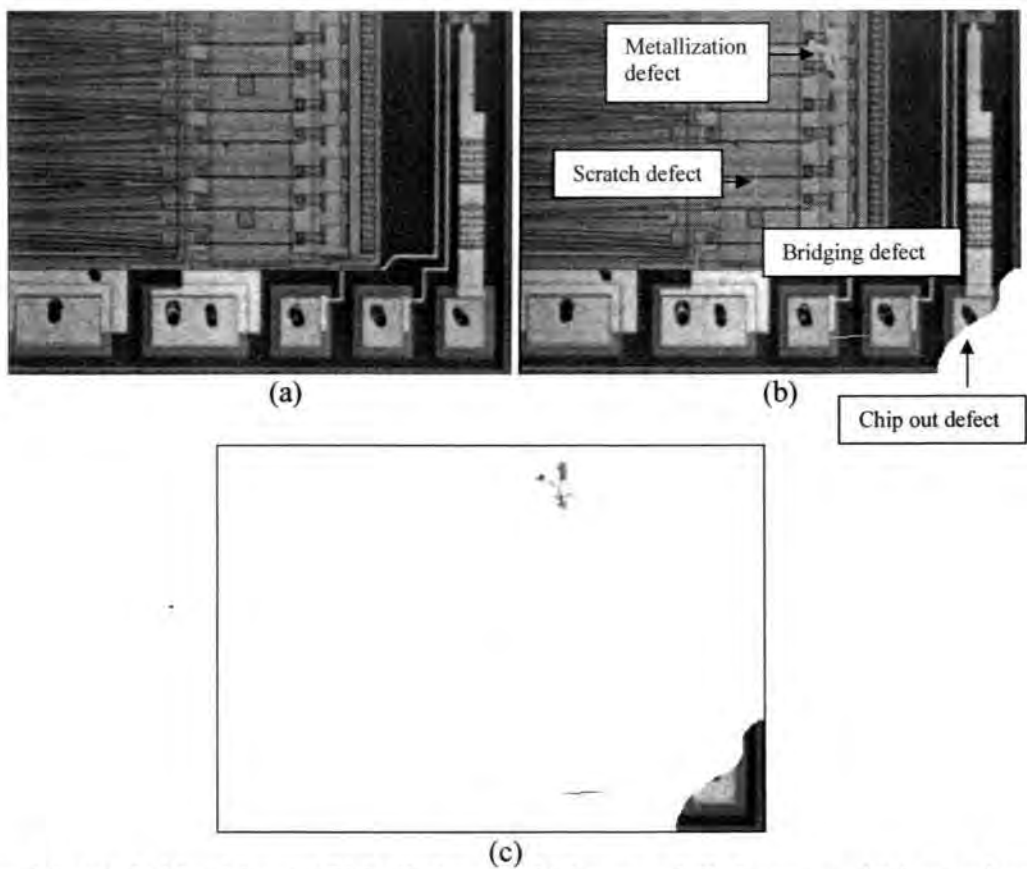 Metallization
defect
Scratch defect
Bridging defect
(a)
(b)
Chip out defect
(c)